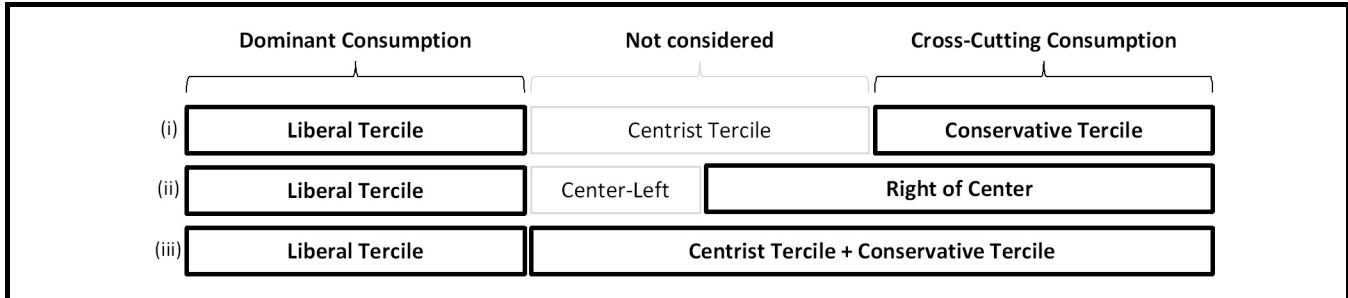 Dominant Consumption Not considered Cross-Cutting Consumption
(i) Liberal Tercile Centrist Tercile Conservative Tercile
(ii) Liberal Tercile Center-Left Right of Center
(iii) Liberal Tercile Centrist Tercile + Conservative Tercile